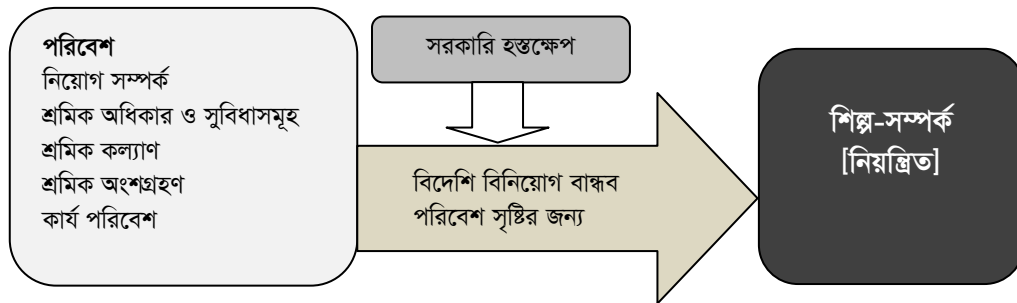 পরিবেশ
নিয়োগ সম্পর্ক
শ্রমিক অধিকার ও সুবিধাসমূহ
শ্রমিক কল্যাণ
শ্রমিক অংশগ্রহণ
কার্য পরিবেশ
সরকারি হস্তক্ষেপ
বিদেশি বিনিয়োগ বান্ধব
পরিবেশ সৃষ্টির জন্য
শিল্প-সম্পর্ক
[নিয়ন্ত্রিত]